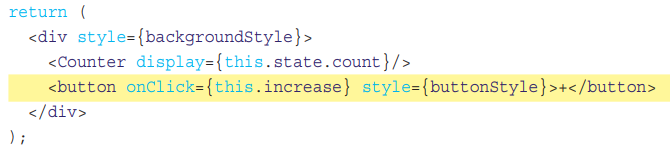 return (
  <div style={backgroundStyle}>
    <Counter display={this.state.count}/>
    <button onClick={this.increase} style={buttonStyle}>+</button>
  </div>
);